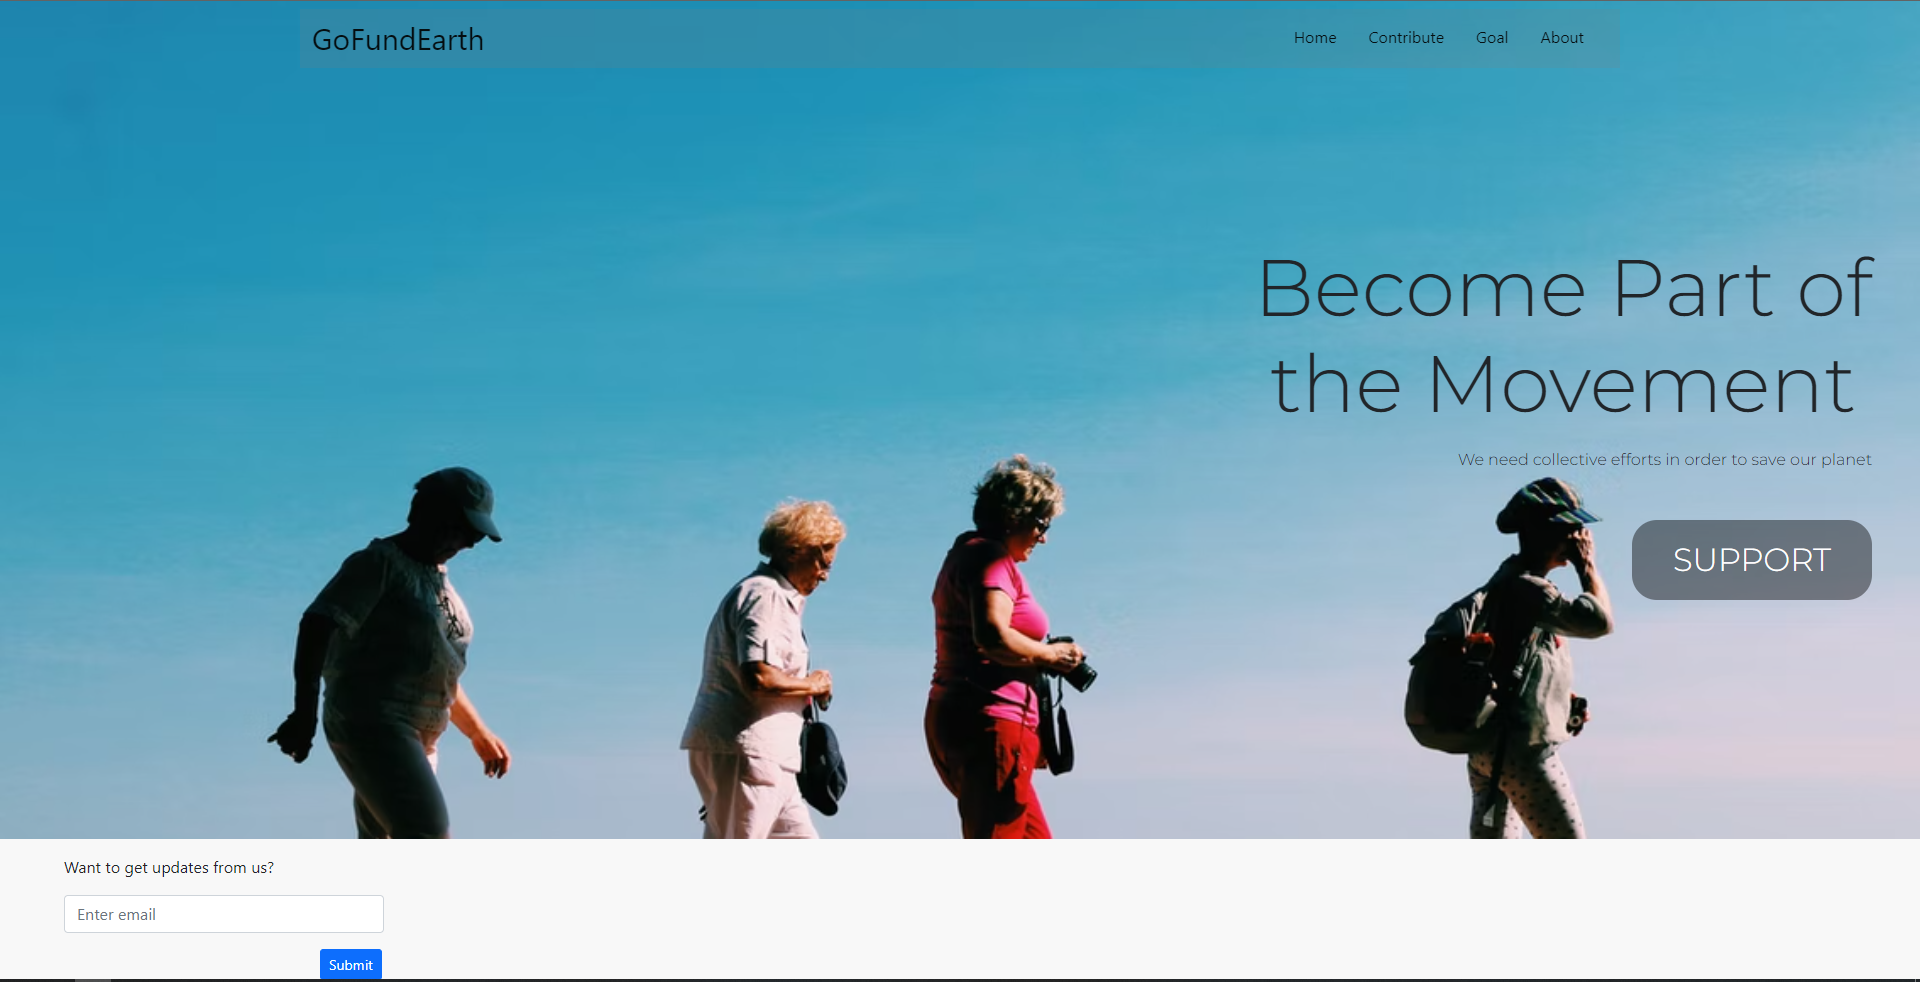 GoFundEarth
Home Contribute Goal About
Become Part of
the Movement
We need collective efforts in order to save our planet
SUPPORT
Want to get updates from us?
Enter email
Submit